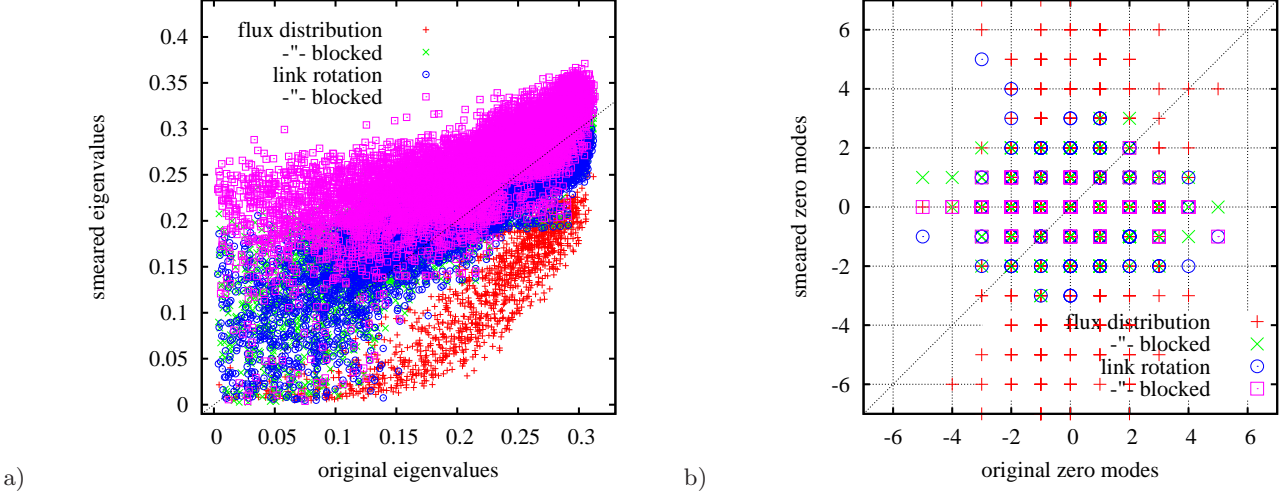 0.4
0.3
0.25
0.2
0.15
0.1
0.05
0
0 0.05 0.1 0.15 0.2 0.25 0.3
smeared eigenvalues
original eigenvalues
flux distribution
-"- blocked
link rotation
-"- blocked
a)
6
4
2
0
-2
-4
-6
-6 -4 -2 0 2 4 6
smeared zero modes
original zero modes
flux distribution
-"- blocked
link rotation
-"- blocked
b)